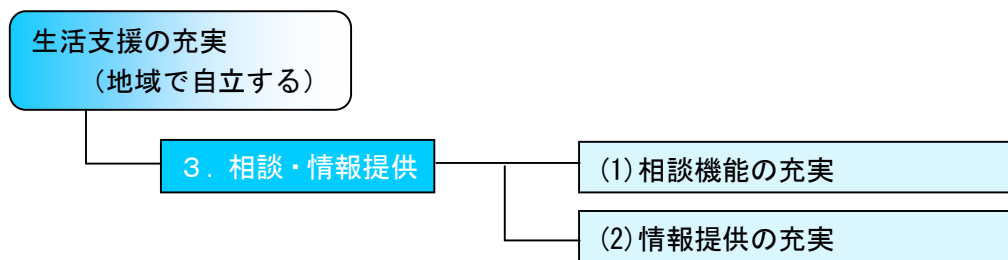 生活支援の充実
（地域で自立する）
３．相談・情報提供
(1)相談機能の充実
(2)情報提供の充実